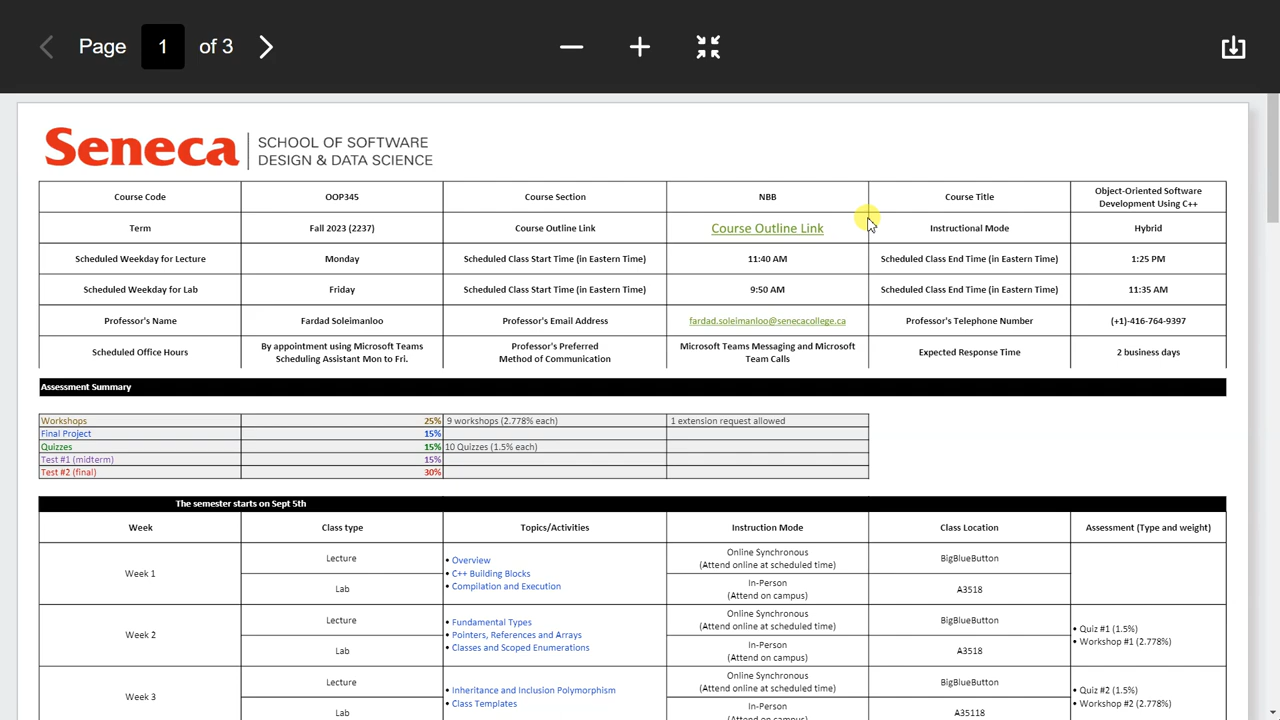 Page 1 of 3
Seneca
SCHOOL OF SOFTWARE
DESIGN & DATA SCIENCE
Course Code OOP345 Course Section NBB Course Title Object-Oriented Software
Development Using C++
Term Fall 2023 (2237) Course Outline Link Course Outline Link Instructional Mode Hybrid
Scheduled Weekday for Lecture Monday Scheduled Class Start Time (in Eastern Time) 11:40 AM Scheduled Class End Time (in Eastern Time) 1:25 PM
Scheduled Weekday for Lab Friday Scheduled Class Start Time (in Eastern Time) 9:50 AM Scheduled Class End Time (in Eastern Time) 11:35 AM
Professor's Name Fardad Soleimanloo Professor's Email Address fardad.soleimanloo@senecacollege.ca Professor's Telephone Number (+1)-416-764-9397
Scheduled Office Hours By appointment using Microsoft Teams
Scheduling Assistant Mon to Fri. Professor's Preferred
Method of Communication Microsoft Teams Messaging and Microsoft
Team Calls Expected Response Time 2 business days
Assessment Summary
Workshops 25% 9 workshops (2.778% each) 1 extension request allowed
Final Project 15%
Quizzes 15% 10 Quizzes (1.5% each)
Test #1 (midterm) 15%
Test #2 (final) 30%
The semester starts on Sept 5th
Week Class type Topics/Activities Instruction Mode Class Location Assessment (Type and weight)
Week 1
Lecture
Lab
• Overview
• C++ Building Blocks
• Compilation and Execution
Online Synchronous
(Attend online at scheduled time)
In-Person
(Attend on campus)
BigBlueButton
A3518
Week 2
Lecture
Lab
• Fundamental Types
• Pointers, References and Arrays
• Classes and Scoped Enumerations
Online Synchronous
(Attend online at scheduled time)
In-Person
(Attend on campus)
BigBlueButton
A3518
• Quiz #1 (1.5%)
• Workshop #1 (2.778%)
Week 3
Lecture
Lab
• Inheritance and Inclusion Polymorphism
• Class Templates
Online Synchronous
(Attend online at scheduled time)
In-Person
(Attend on campus)
BigBlueButton
A35118
• Quiz #2 (1.5%)
• Workshop #2 (2.778%)